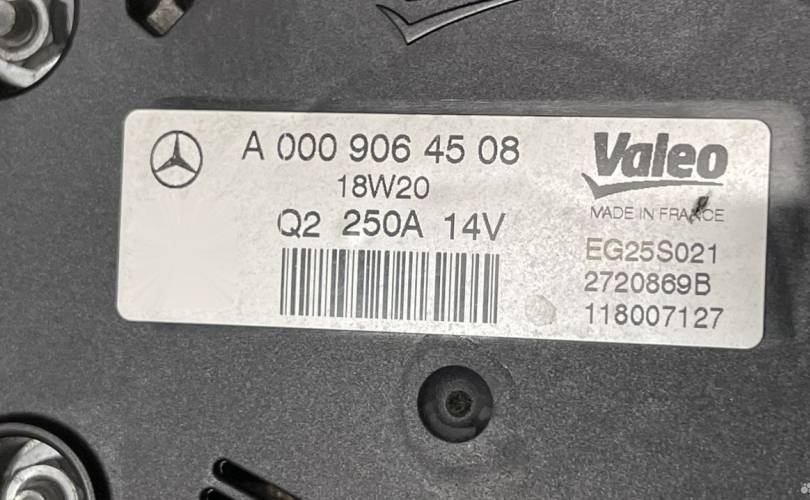 A 000 906 45 08
18W20
Q2 250A 14V
Valeo
MADE IN FRANCE
EG25S021
2720869B
118007127